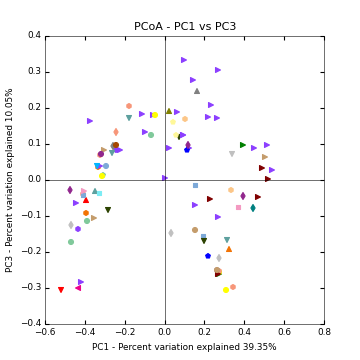 PCoA - PC1 vs PC3
0.4
0.3
0.2
0.1
0.0
−0.1
−0.2
−0.3
−0.4
PC3 - Percent variation explained 10.05%
−0.6 −0.4 −0.2 0.0 0.2 0.4 0.6 0.8
PC1 - Percent variation explained 39.35%